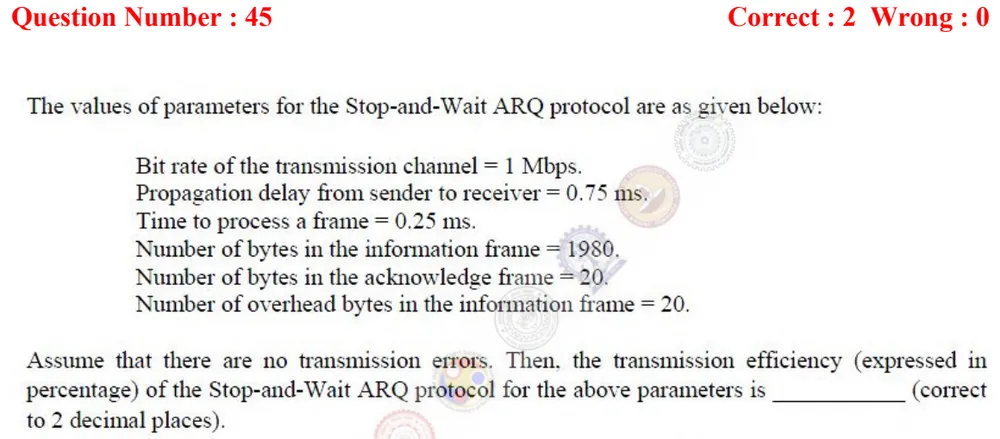 Question Number : 45 Correct : 2 Wrong : 0
The values of parameters for the Stop-and-Wait ARQ protocol are as given below:
Bit rate of the transmission channel = 1 Mbps.
Propagation delay from sender to receiver = 0.75 ms.
Time to process a frame = 0.25 ms.
Number of bytes in the information frame = 1980.
Number of bytes in the acknowledge frame = 20.
Number of overhead bytes in the information frame = 20.
Assume that there are no transmission errors. Then, the transmission efficiency (expressed in
percentage) of the Stop-and-Wait ARQ protocol for the above parameters is ___________ (correct
to 2 decimal places).